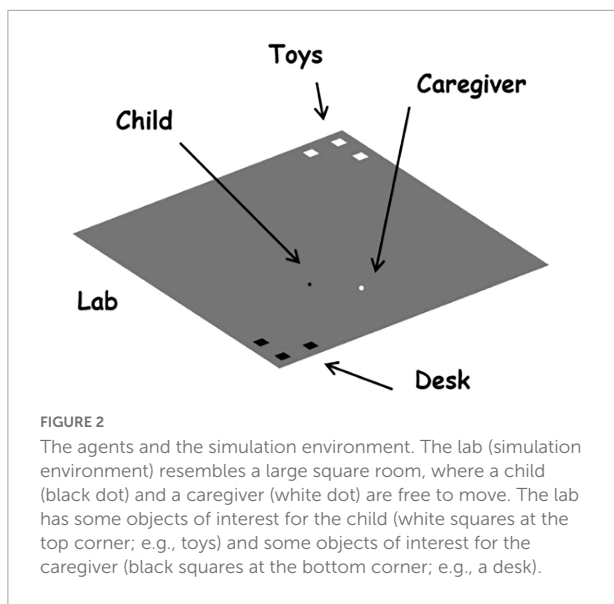 Toys
Caregiver
Child
Lab
Desk
FIGURE 2
The agents and the simulation environment. The lab (simulation
environment) resembles a large square room, where a child
(black dot) and a caregiver (white dot) are free to move. The lab
has some objects of interest for the child (white squares at the
top corner; e.g., toys) and some objects of interest for the
caregiver (black squares at the bottom corner; e.g., a desk).